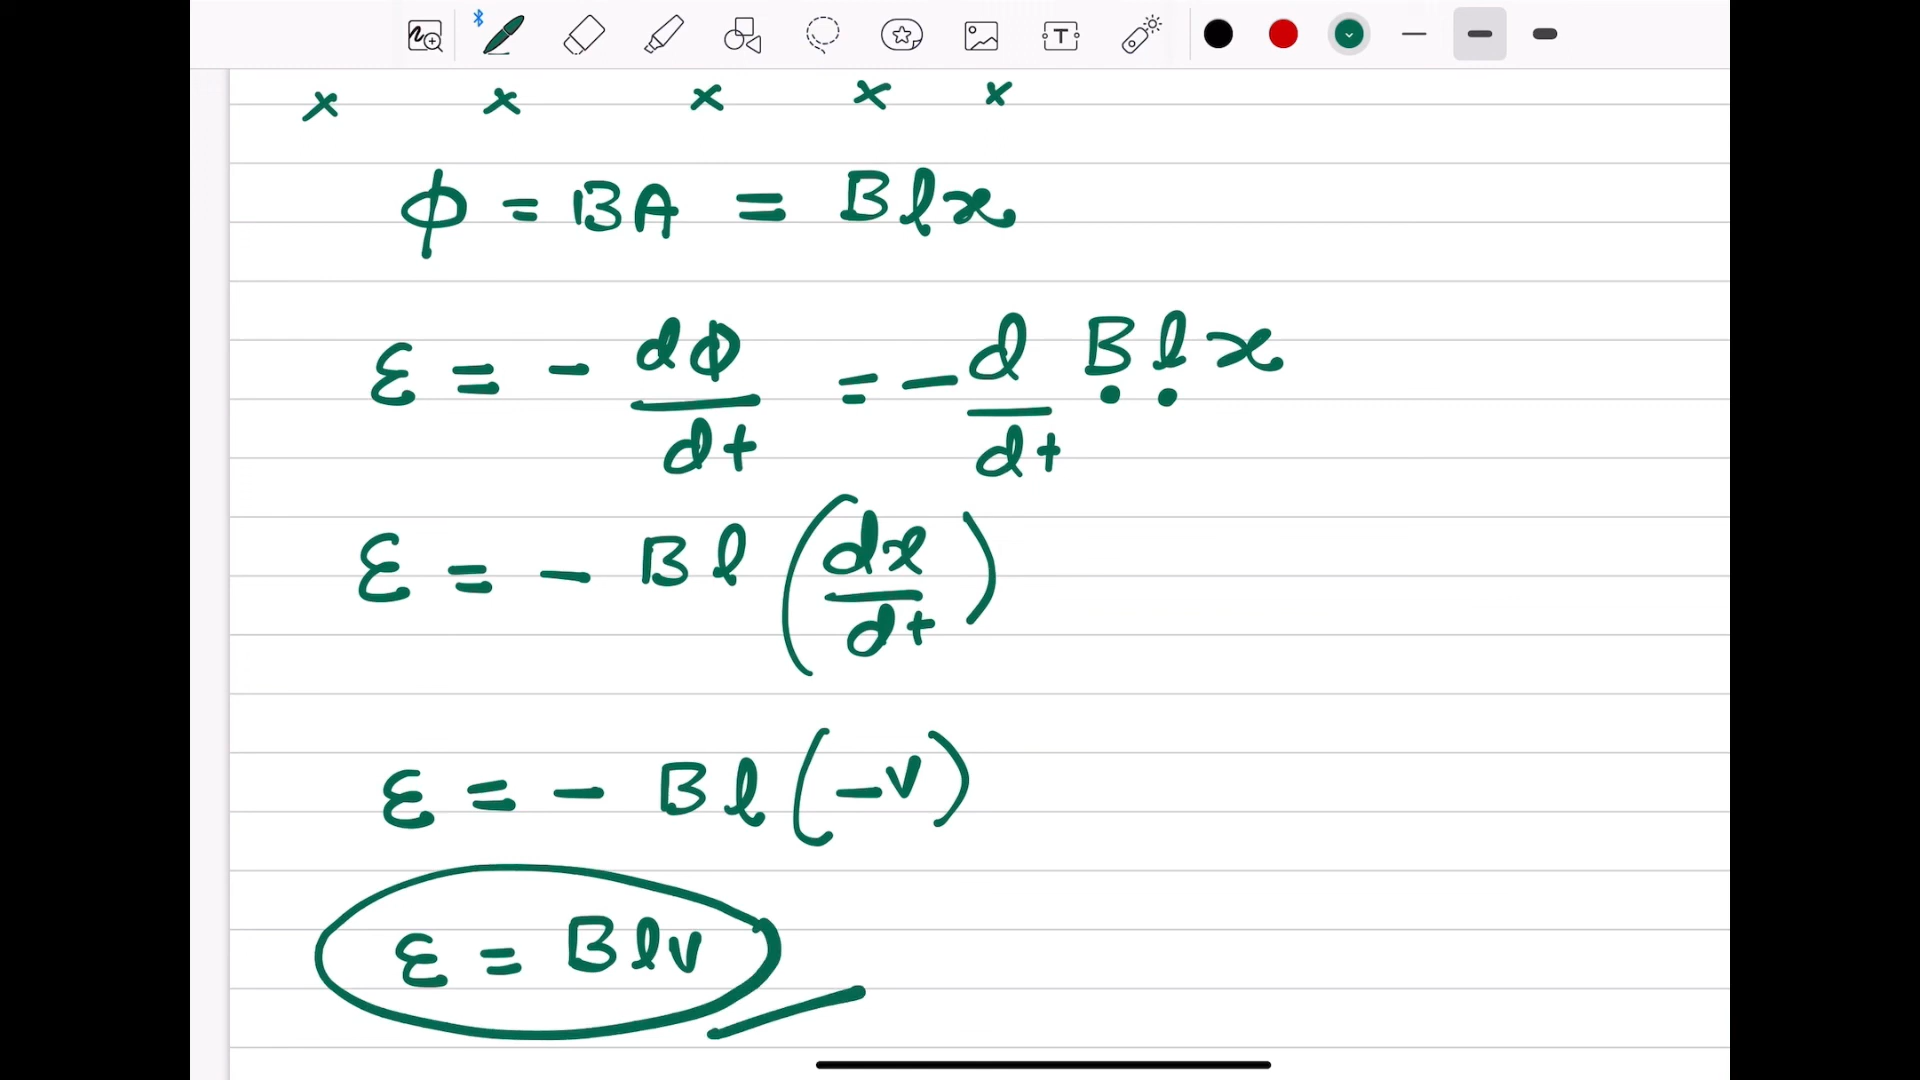 x x x x x
ϕ = BA = Blx
ε = - dϕ/dt = - d/dt Blx
ε = - Bl (dx/dt)
ε = - Bl (-v)
ε = Blv